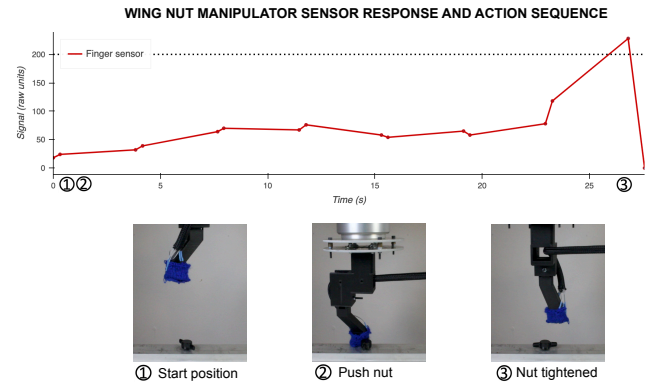 WING NUT MANIPULATOR SENSOR RESPONSE AND ACTION SEQUENCE
Finger sensor
Signal (raw units)
200
150
100
50
0
0 ① ② 5 10 15 20 25 ③
Time (s)
① Start position ② Push nut ③ Nut tightened